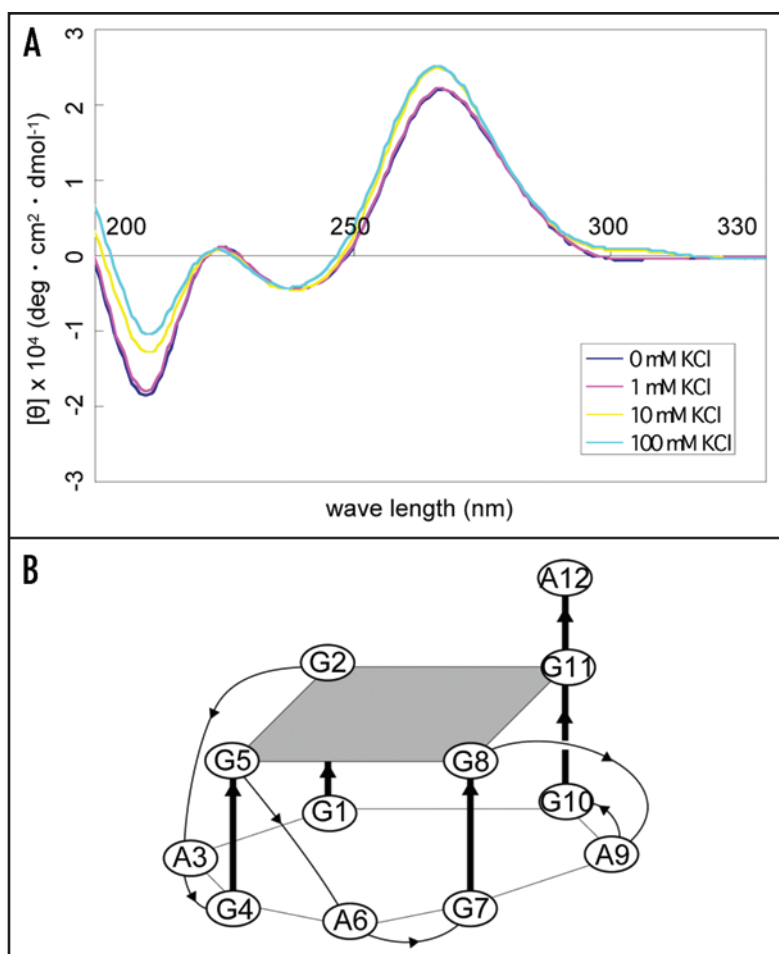 A
3
2
1
0
-1
-2
-3
[θ] x 10⁴ (deg · cm² · dmol⁻¹)
200
250
300
330
0 mM KCl
1 mM KCl
10 mM KCl
100 mM KCl
wave length (nm)
B
A12
G2
G11
G5
G8
G1
G10
A3
A9
G4
A6
G7